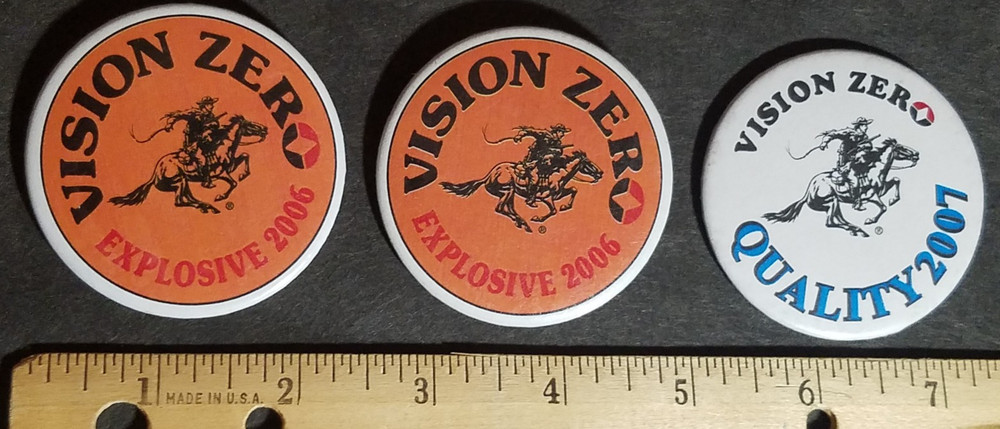 VISION ZERO
EXPLOSIVE 2006
®
VISION ZERO
EXPLOSIVE 2006
®
VISION ZERO
QUALITY 2007
®
1 MADE IN U.S.A. 2 3 4 5 6 7